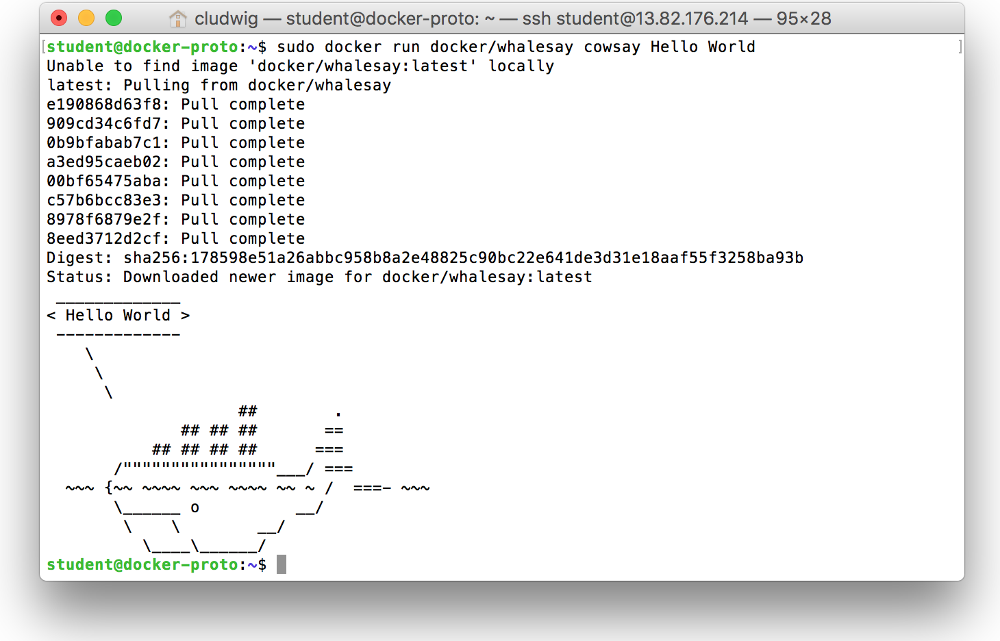 cludwig — student@docker-proto: ~ — ssh student@13.82.176.214 — 95×28
student@docker-proto:~$ sudo docker run docker/whalesay cowsay Hello World
Unable to find image 'docker/whalesay:latest' locally
latest: Pulling from docker/whalesay
e190868d63f8: Pull complete
909cd34c6fd7: Pull complete
0b9bfabab7c1: Pull complete
a3ed95caeb02: Pull complete
00bf65475aba: Pull complete
c57b6bcc83e3: Pull complete
8978f6879e2f: Pull complete
8eed3712d2cf: Pull complete
Digest: sha256:178598e51a26abbc958b8a2e48825c90bc22e641de3d31e18aaf55f3258ba93b
Status: Downloaded newer image for docker/whalesay:latest
 _____________
< Hello World >
 -------------
    \
     \
      \
                    ##        .
              ## ## ##       ==
           ## ## ## ##      ===
       /""""""""""""""""___/ ===
  ~~~ {~~ ~~~~ ~~~ ~~~~ ~~ ~ /  ===- ~~~
       \______ o          __/
        \    \        __/
          \____\______/
student@docker-proto:~$